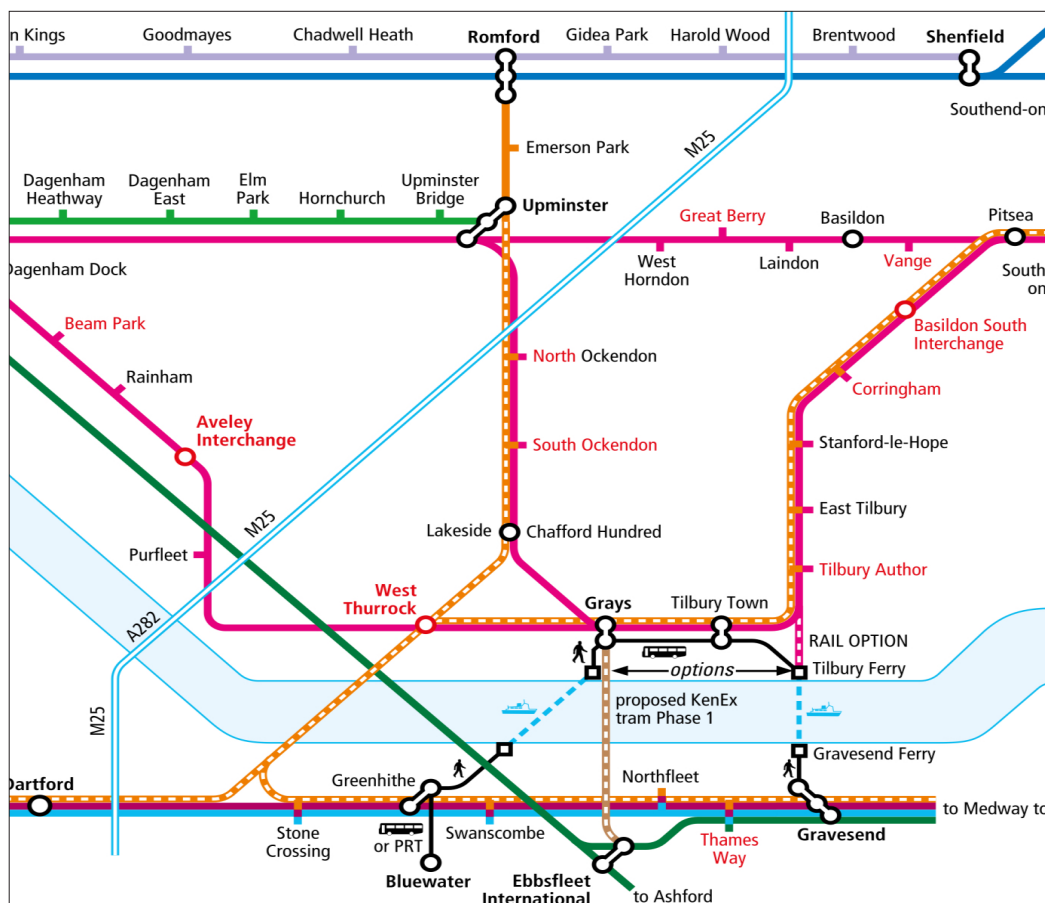 n Kings
Goodmayes
Chadwell Heath
Romford
Gidea Park
Harold Wood
Brentwood
Shenfield
Southend-on
M25
Emerson Park
Dagenham
Heathway
Dagenham
East
Elm
Park
Hornchurch
Upminster
Bridge
Upminster
Great Berry
Basildon
Pitsea
Dagenham Dock
West
Horndon
Laindon
Vange
South
on
Beam Park
Rainham
Basildon South
Interchange
North Ockendon
Corringham
Aveley
Interchange
South Ockendon
Stanford-le-Hope
M25
East Tilbury
Lakeside
Chafford Hundred
Purfleet
Tilbury Author
West
Thurrock
Grays
Tilbury Town
A282
RAIL OPTION
options
Tilbury Ferry
proposed KenEx
tram Phase 1
M25
Gravesend Ferry
Dartford
Greenhithe
Northfleet
to Medway to
Stone
Crossing
or PRT
Swanscombe
Thames
Way
Gravesend
Bluewater
Ebbsfleet
International
to Ashford